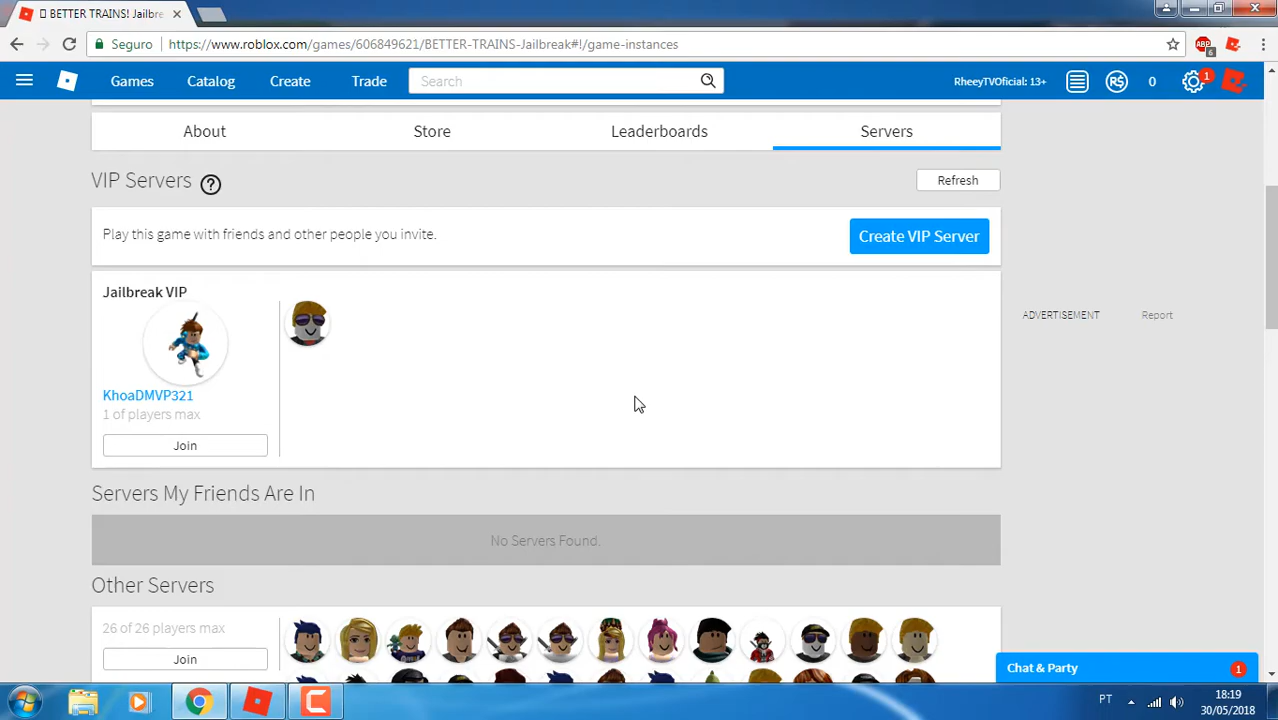 BETTER TRAINS! Jailbre
Seguro https://www.roblox.com/games/606849621/BETTER-TRAINS-Jailbreak#!/game-instances
ABP 6
Games Catalog Create Trade Search RheeyTVOficial: 13+ R$ 0 1
About Store Leaderboards Servers
VIP Servers ? Refresh
Play this game with friends and other people you invite. Create VIP Server
Jailbreak VIP
ADVERTISEMENT Report
KhoaDMVP321
1 of players max
Join
Servers My Friends Are In
No Servers Found.
Other Servers
26 of 26 players max
Join
Chat & Party 1
PT 18:19
30/05/2018